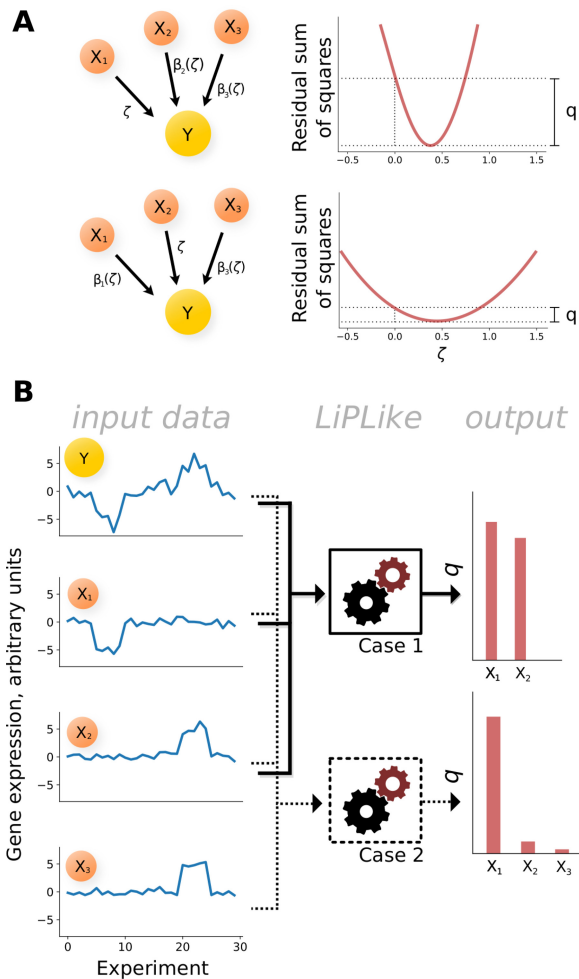 A
X1
X2
X3
ζ
β2(ζ)
β3(ζ)
Y
Residual sum
of squares
q
−0.5 0.0 0.5 1.0 1.5
X1
X2
X3
β1(ζ)
ζ
β3(ζ)
Y
Residual sum
of squares
q
−0.5 0.0 0.5 1.0 1.5
ζ
B
input data
LiPLike
output
Gene expression, arbitrary units
Y
5
0
−5
X1
5
0
−5
X2
5
0
−5
X3
5
0
−5
0 10 20 30
Experiment
Case 1
q
X1 X2
Case 2
q
X1 X2 X3